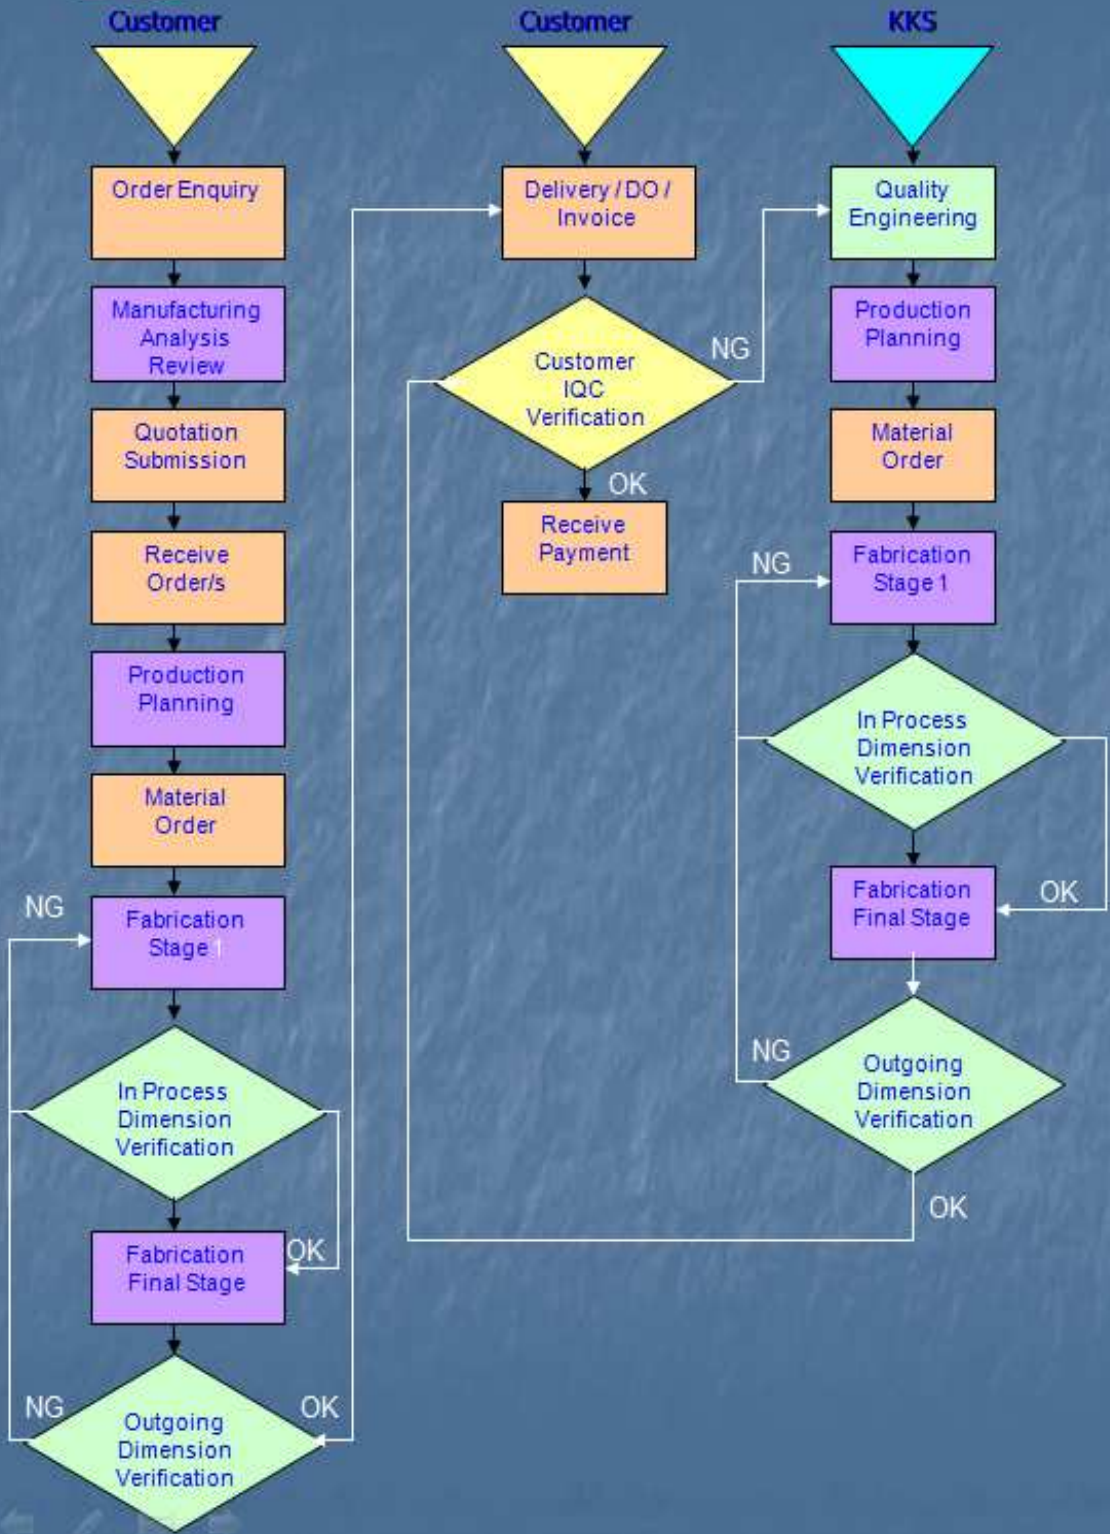 Customer
Order Enquiry
Manufacturing
Analysis
Review
Quotation
Submission
Receive
Order/s
Production
Planning
Material
Order
NG
Fabrication
Stage 1
In Process
Dimension
Verification
OK
Fabrication
Final Stage
NG
OK
Outgoing
Dimension
Verification
Customer
Delivery / DO /
Invoice
NG
Customer
IQC
Verification
OK
Receive
Payment
KKS
Quality
Engineering
Production
Planning
Material
Order
NG
Fabrication
Stage 1
In Process
Dimension
Verification
Fabrication
Final Stage
OK
NG
Outgoing
Dimension
Verification
OK